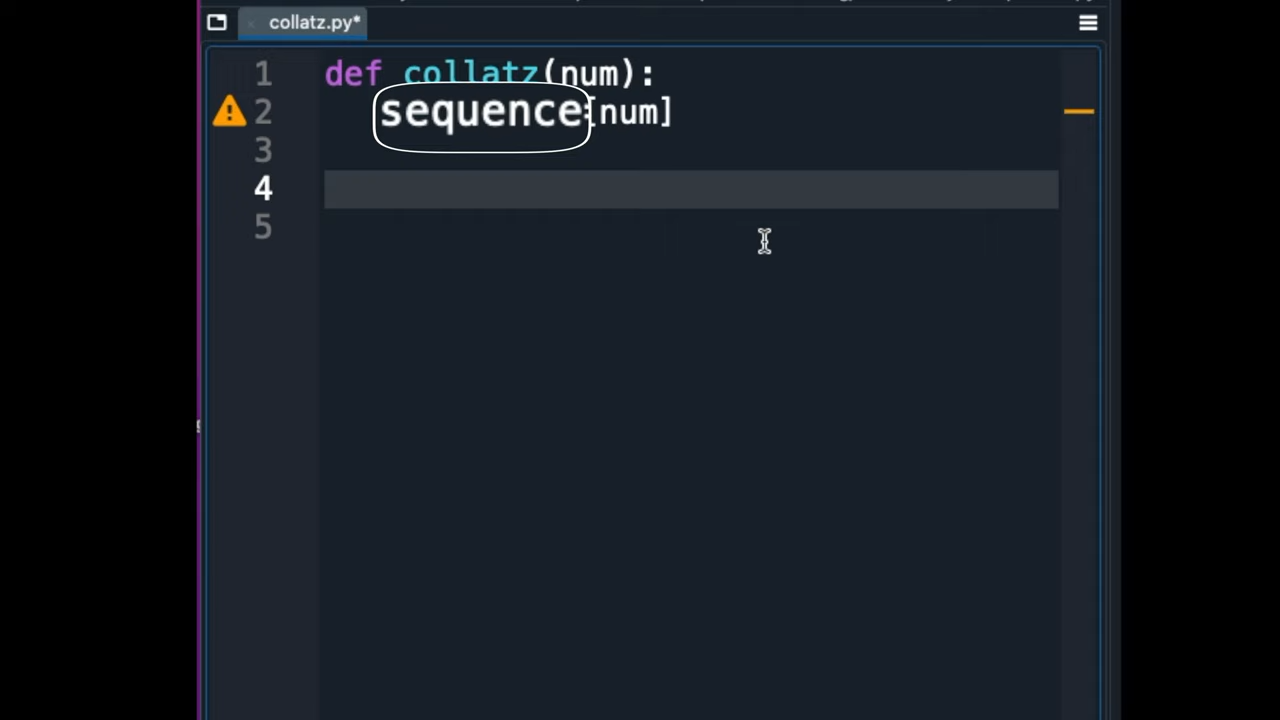 collatz.py*
1 def collatz(num):
2 sequence[num]
3
4
5